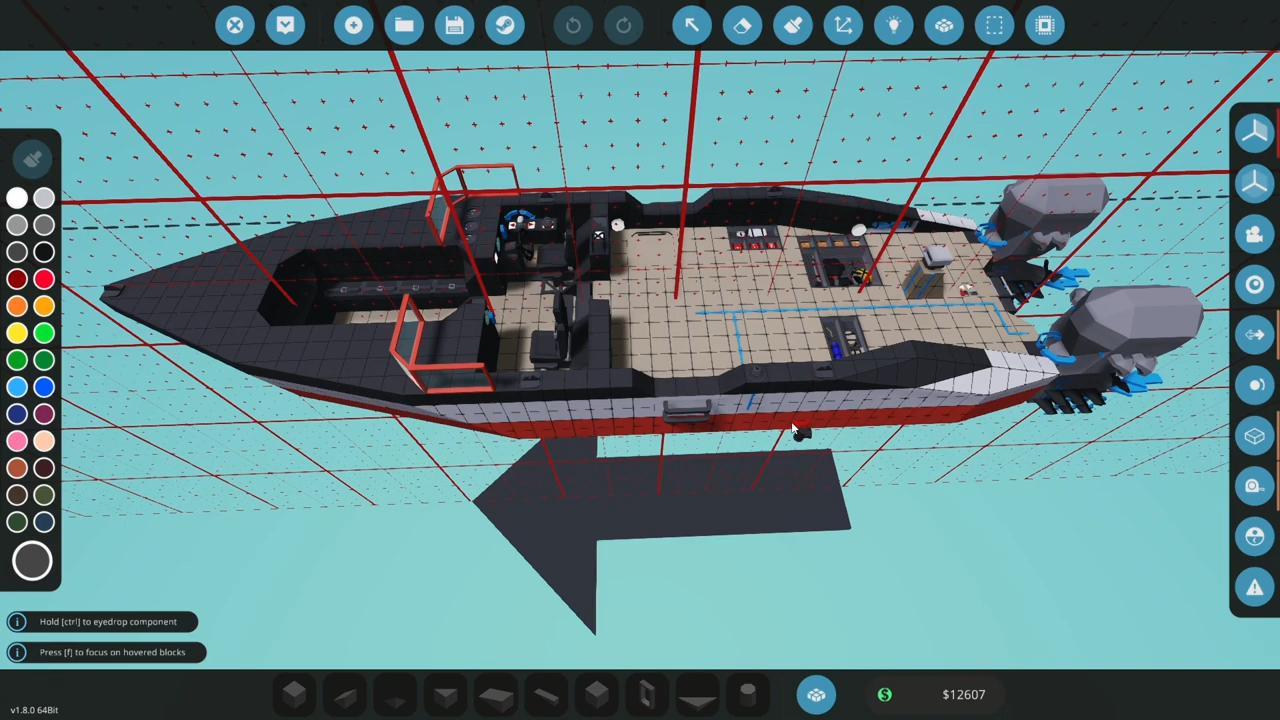 Hold [ctrl] to eyedrop component
Press [f] to focus on hovered blocks
$ $12607
v1.8.0 64Bit